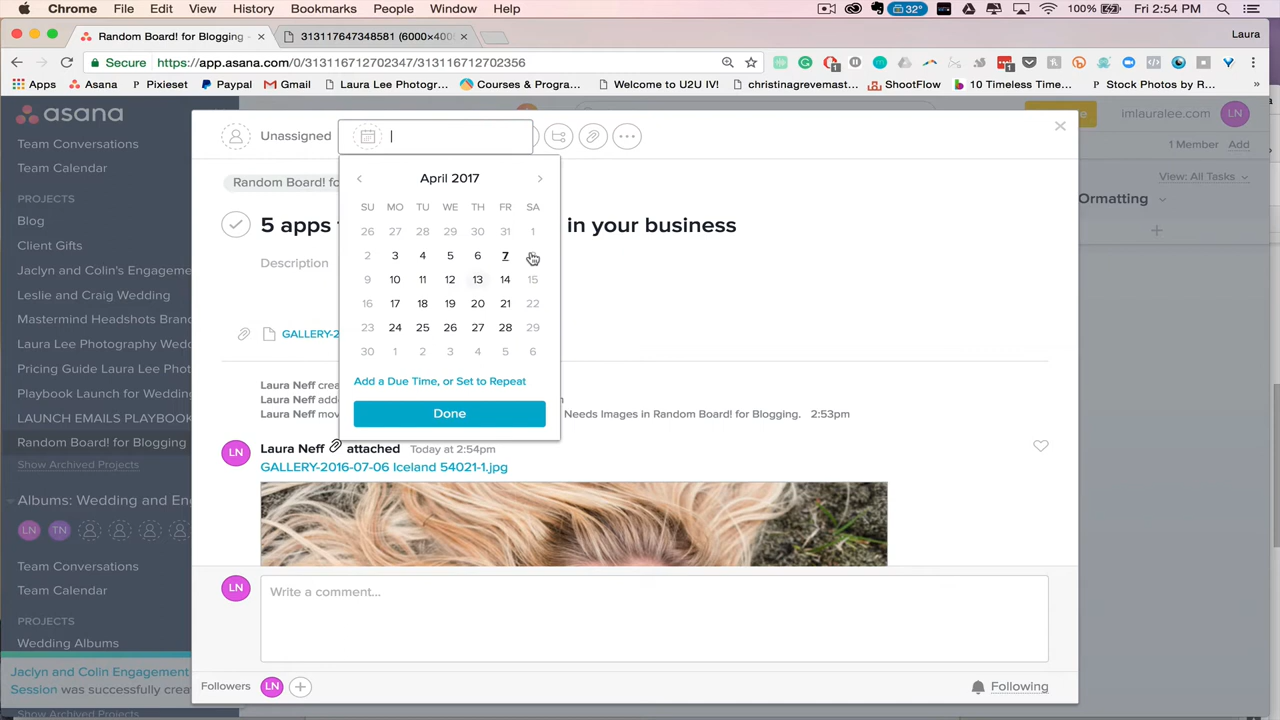 Chrome File Edit View History Bookmarks People Window Help 32° 100% Fri 2:54 PM
Random Board! for Blogging × 313117647348581 (6000×400 × Laura
Secure https://app.asana.com/0/313116712702347/313116712702356
Apps Asana Pixieset Paypal Gmail Laura Lee Photogr... Courses & Progra... Welcome to U2U IV! christinagrevemast... ShootFlow 10 Timeless Time... Stock Photos by R...
asana
Team Conversations
Team Calendar
PROJECTS
Blog
Client Gifts
Jaclyn and Colin's Engageme
Leslie and Craig Wedding
Mastermind Headshots Bran
Laura Lee Photography Wed
Pricing Guide Laura Lee Phot
Playbook Launch for Weddin
LAUNCH EMAILS PLAYBOOK
Random Board! for Blogging
Show Archived Projects
Albums: Wedding and En
LN TN
Team Conversations
Team Calendar
PROJECTS
Wedding Albums
Jaclyn and Colin Engagement
Session was successfully crea
Show Archived Projects
Unassigned
Random Board! fo
5 apps
in your business
Description
GALLERY-2
April 2017
SU MO TU WE TH FR SA
26 27 28 29 30 31 1
2 3 4 5 6 7
9 10 11 12 13 14 15
16 17 18 19 20 21 22
23 24 25 26 27 28 29
30 1 2 3 4 5 6
Add a Due Time, or Set to Repeat
Done
Laura Neff crea
Laura Neff adde
Laura Neff mov
Needs Images in Random Board! for Blogging. 2:53pm
LN Laura Neff attached Today at 2:54pm
GALLERY-2016-07-06 Iceland 54021-1.jpg
LN Write a comment...
Followers LN Following
imlauralee.com LN
1 Member Add
View: All Tasks
Ormatting